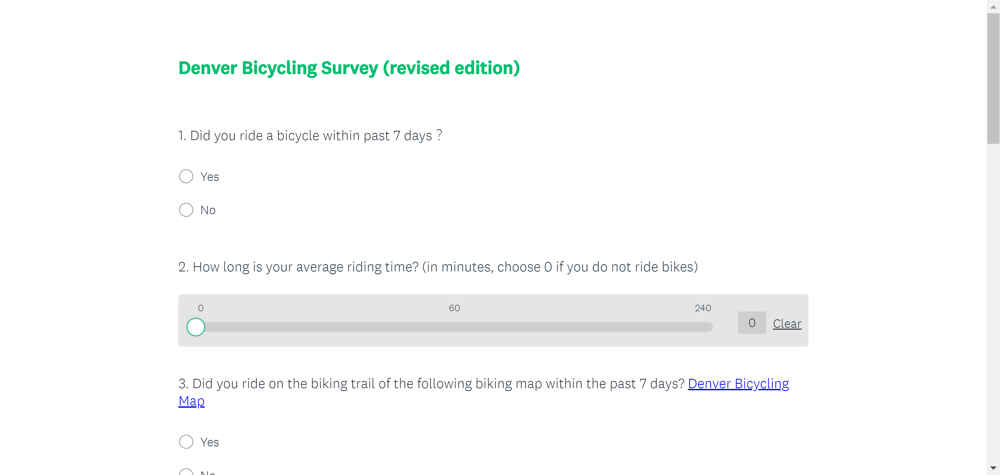 Denver Bicycling Survey (revised edition)
1. Did you ride a bicycle within past 7 days ?
Yes
No
2. How long is your average riding time? (in minutes, choose 0 if you do not ride bikes)
0 60 240
0 Clear
3. Did you ride on the biking trail of the following biking map within the past 7 days? Denver Bicycling
Map
Yes
No